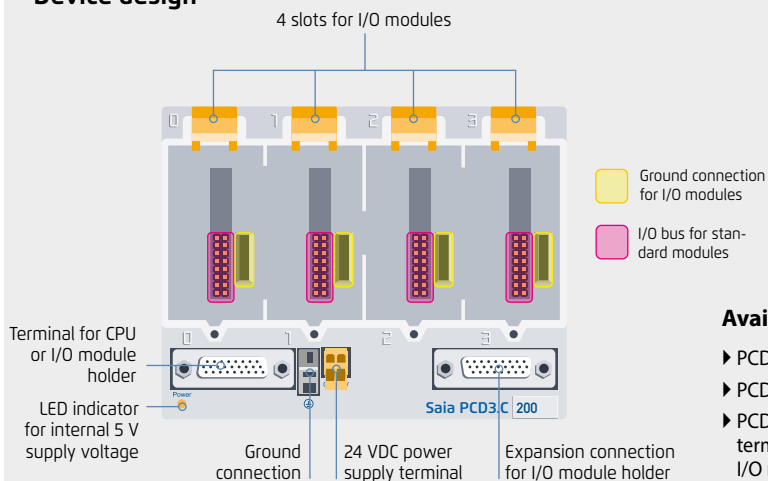 Device design
4 slots for I/O modules
0 1 2 3
Ground connection
for I/O modules
I/O bus for stan-
dard modules
0 1 2 3
Terminal for CPU
or I/O module
holder
Power
LED indicator
for internal 5 V
supply voltage
Saia PCD3.C 200
Ground
connection
24 VDC power
supply terminal
Expansion connection
for I/O module holder
Avai
PCD
PCD
PCD
term
I/O